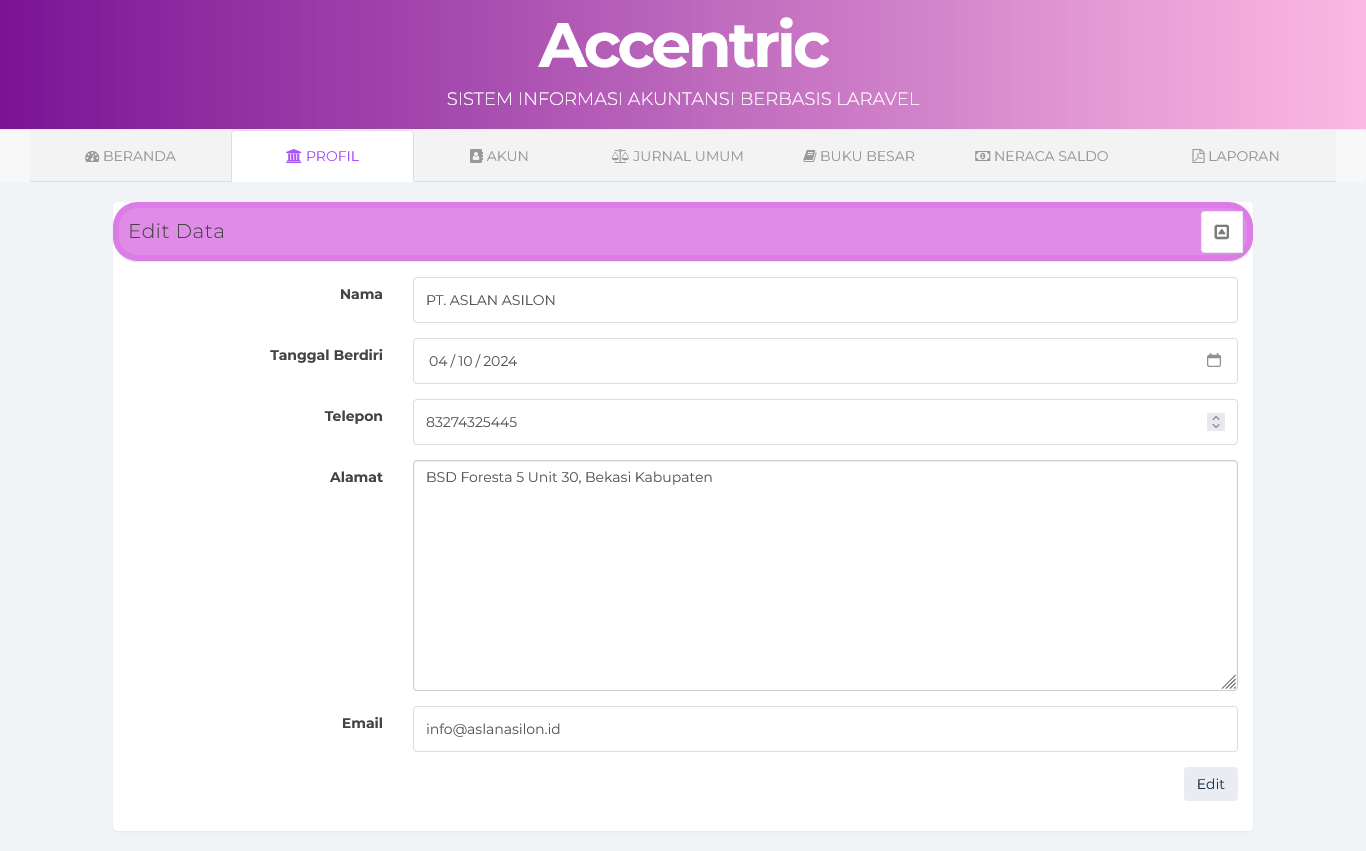 Accentric
SISTEM INFORMASI AKUNTANSI BERBASIS LARAVEL
BERANDA PROFIL AKUN JURNAL UMUM BUKU BESAR NERACA SALDO LAPORAN
Edit Data
Nama PT. ASLAN ASILON
Tanggal Berdiri 04/10/2024
Telepon 83274325445
Alamat BSD Foresta 5 Unit 30, Bekasi Kabupaten
Email info@aslanasilon.id
Edit